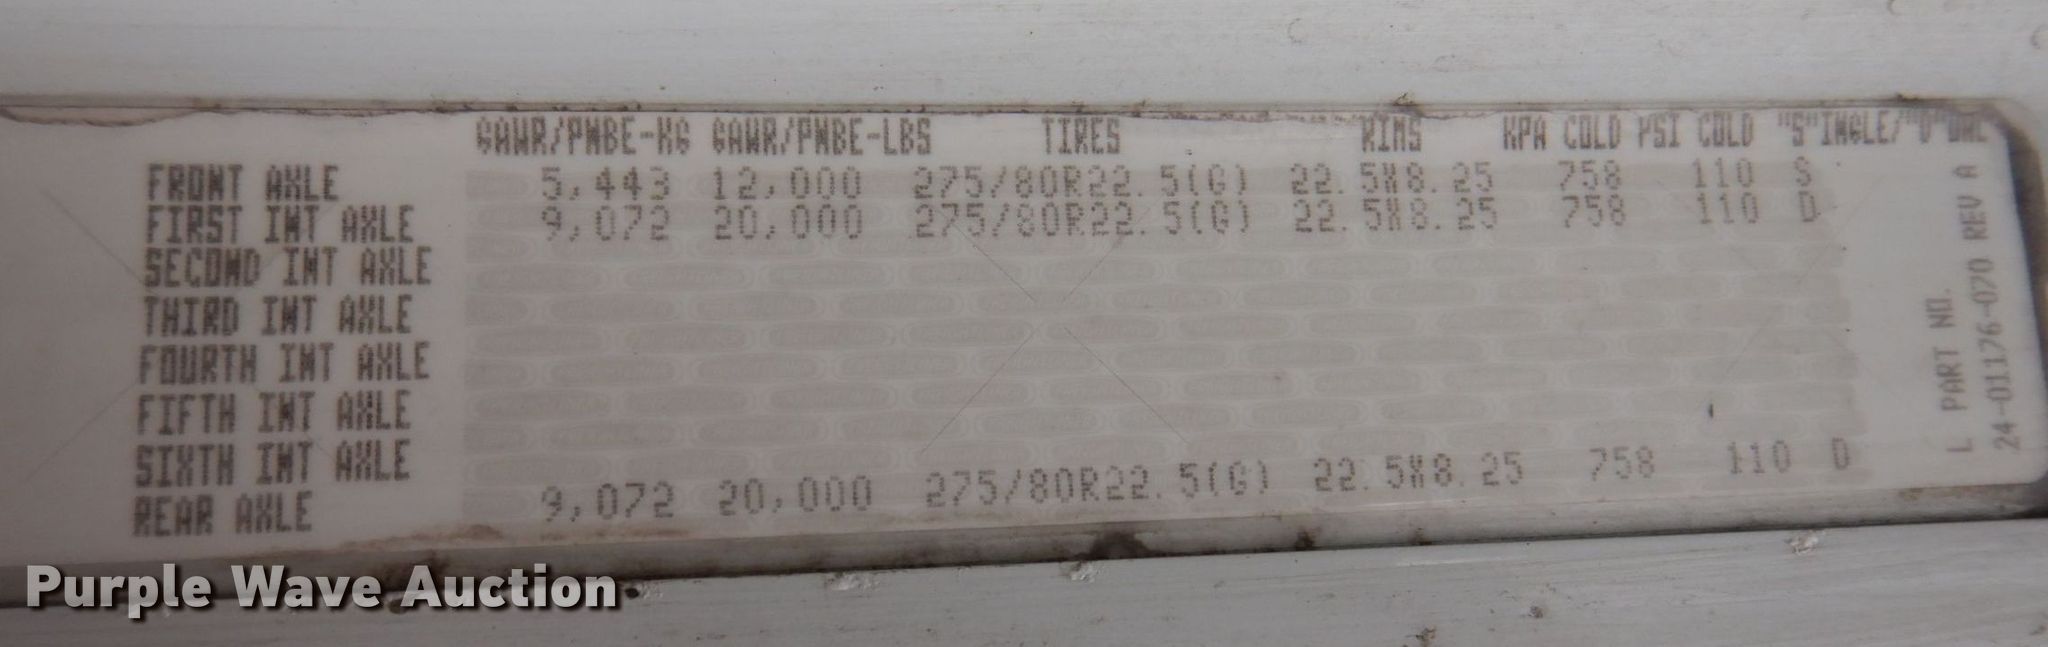 GAWR/PNBE-KG GAWR/PNBE-LBS TIRES RIMS KPA COLD PSI COLD "S"INGLE/"D"UAL
FRONT AXLE 5,443 12,000 275/80R22.5(G) 22.5X8.25 758 110 S
FIRST INT AXLE 9,072 20,000 275/80R22.5(G) 22.5X8.25 758 110 D
SECOND INT AXLE
THIRD INT AXLE
FOURTH INT AXLE
FIFTH INT AXLE
SIXTH INT AXLE
REAR AXLE 9,072 20,000 275/80R22.5(G) 22.5X8.25 758 110 D
L PART NO.
24-01176-070 REV A
Purple Wave Auction